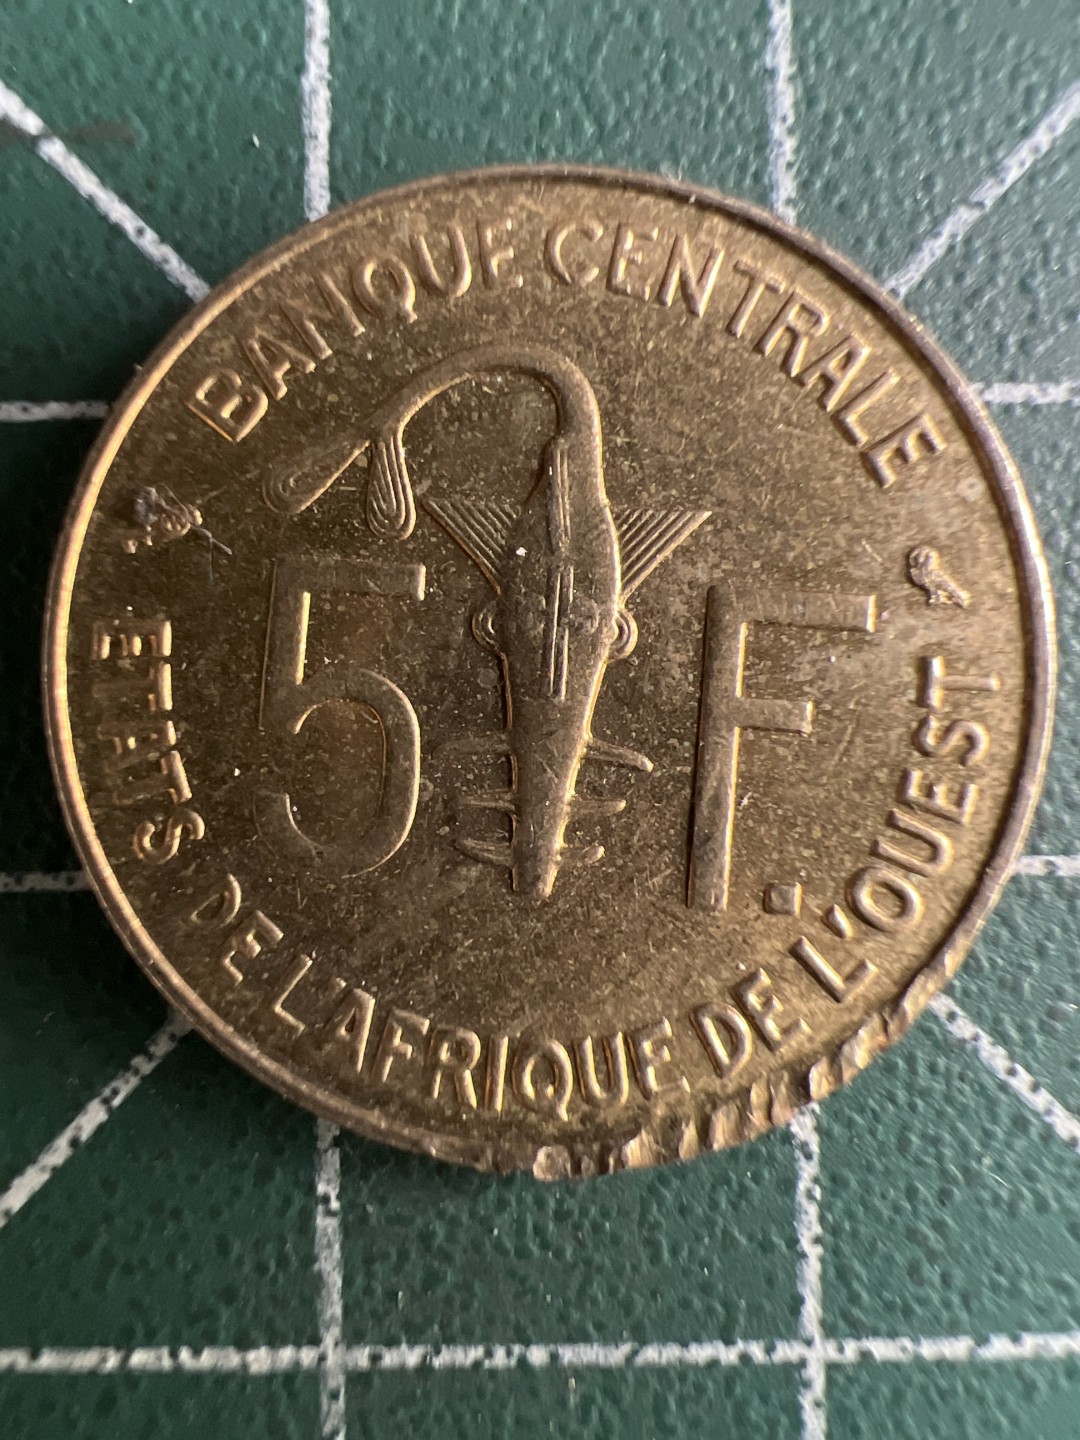 BANQUE CENTRALE
5 F.
ETATS DE L'AFRIQUE DE L'OUEST